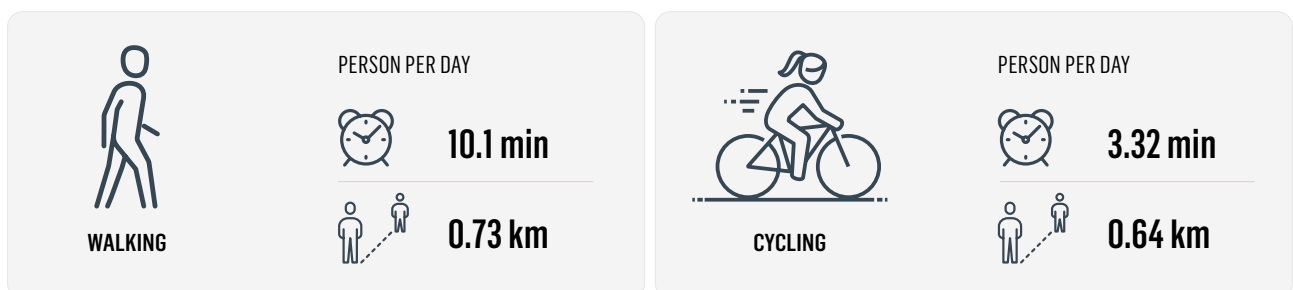 PERSON PER DAY
10.1 min
0.73 km
WALKING
PERSON PER DAY
3.32 min
0.64 km
CYCLING